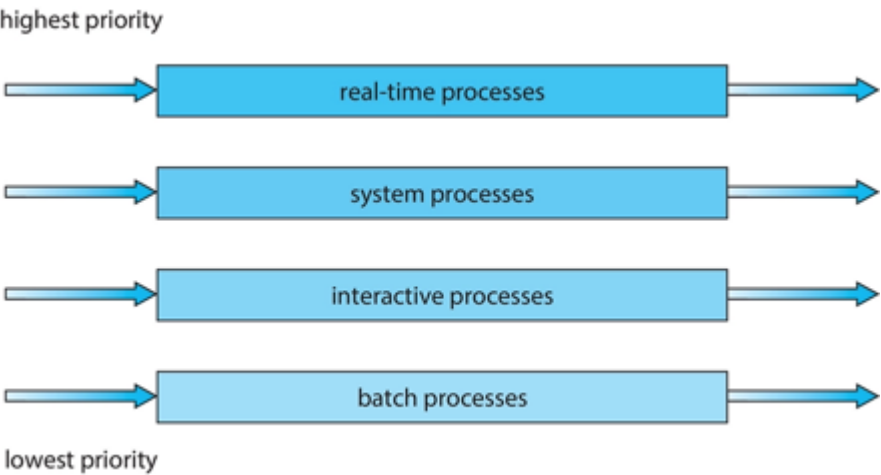 highest priority
real-time processes
system processes
interactive processes
batch processes
lowest priority